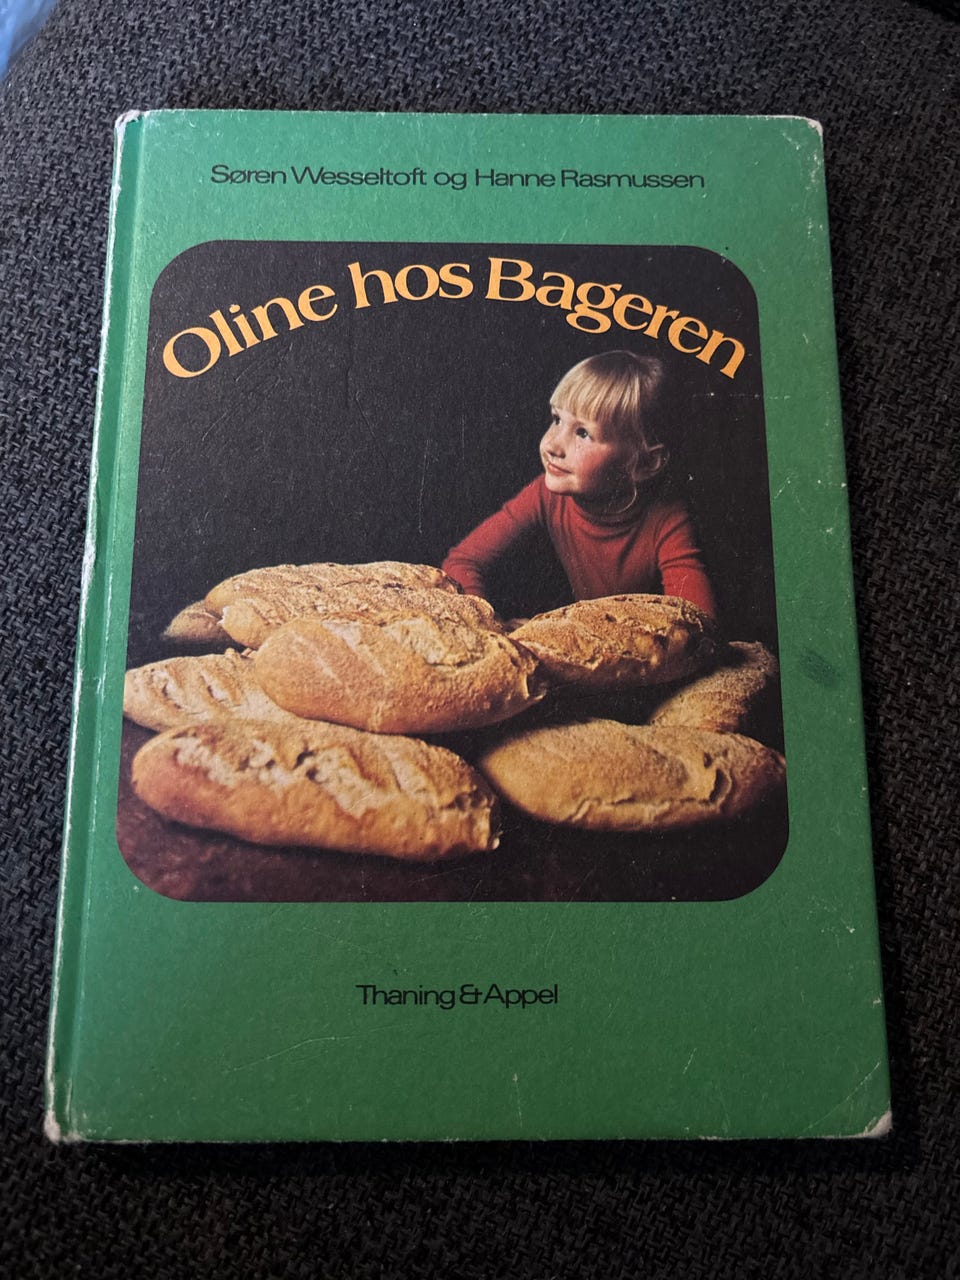 Søren Wesseltoft og Hanne Rasmussen
Oline hos Bageren
Thaning & Appel